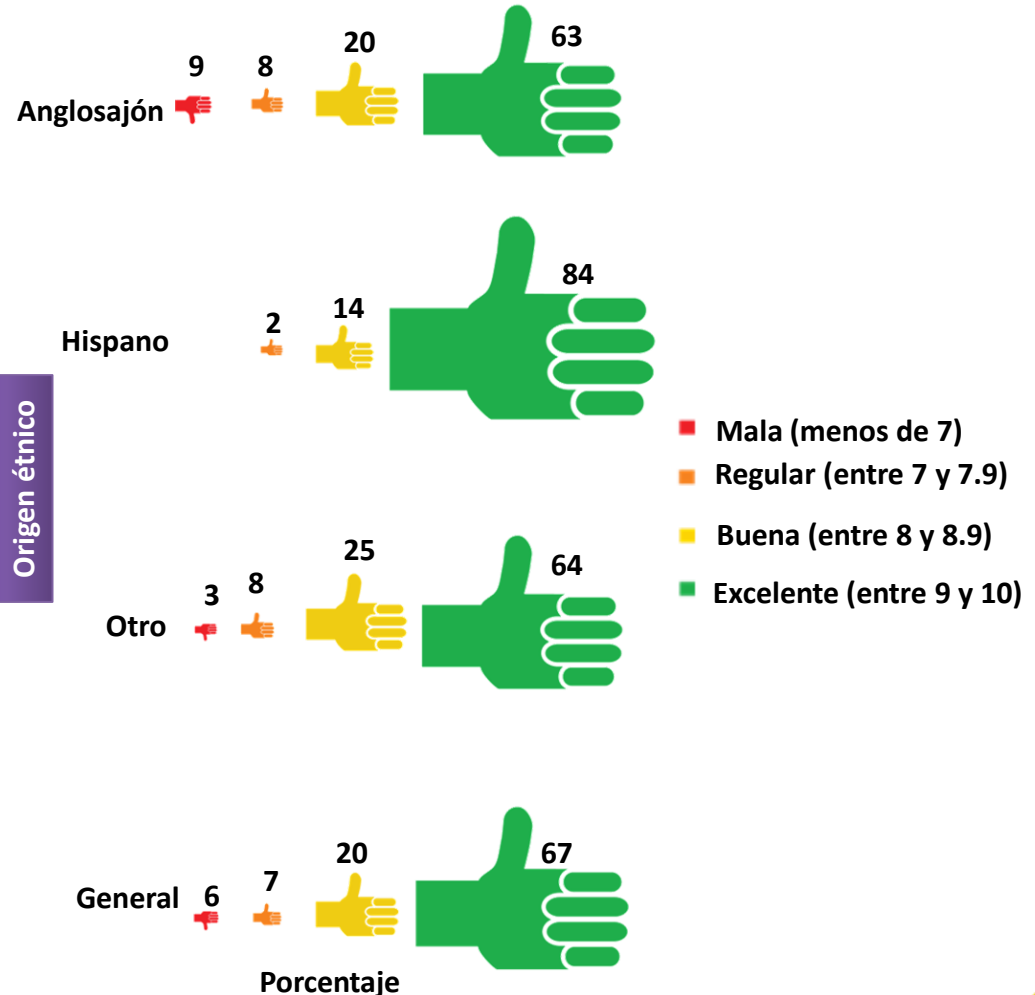 63
20
8
9
Anglosajón
84
14
2
Hispano
Origen étnico
Mala (menos de 7)
Regular (entre 7 y 7.9)
Buena (entre 8 y 8.9)
Excelente (entre 9 y 10)
25
64
8
3
Otro
20
67
7
6
General
Porcentaje